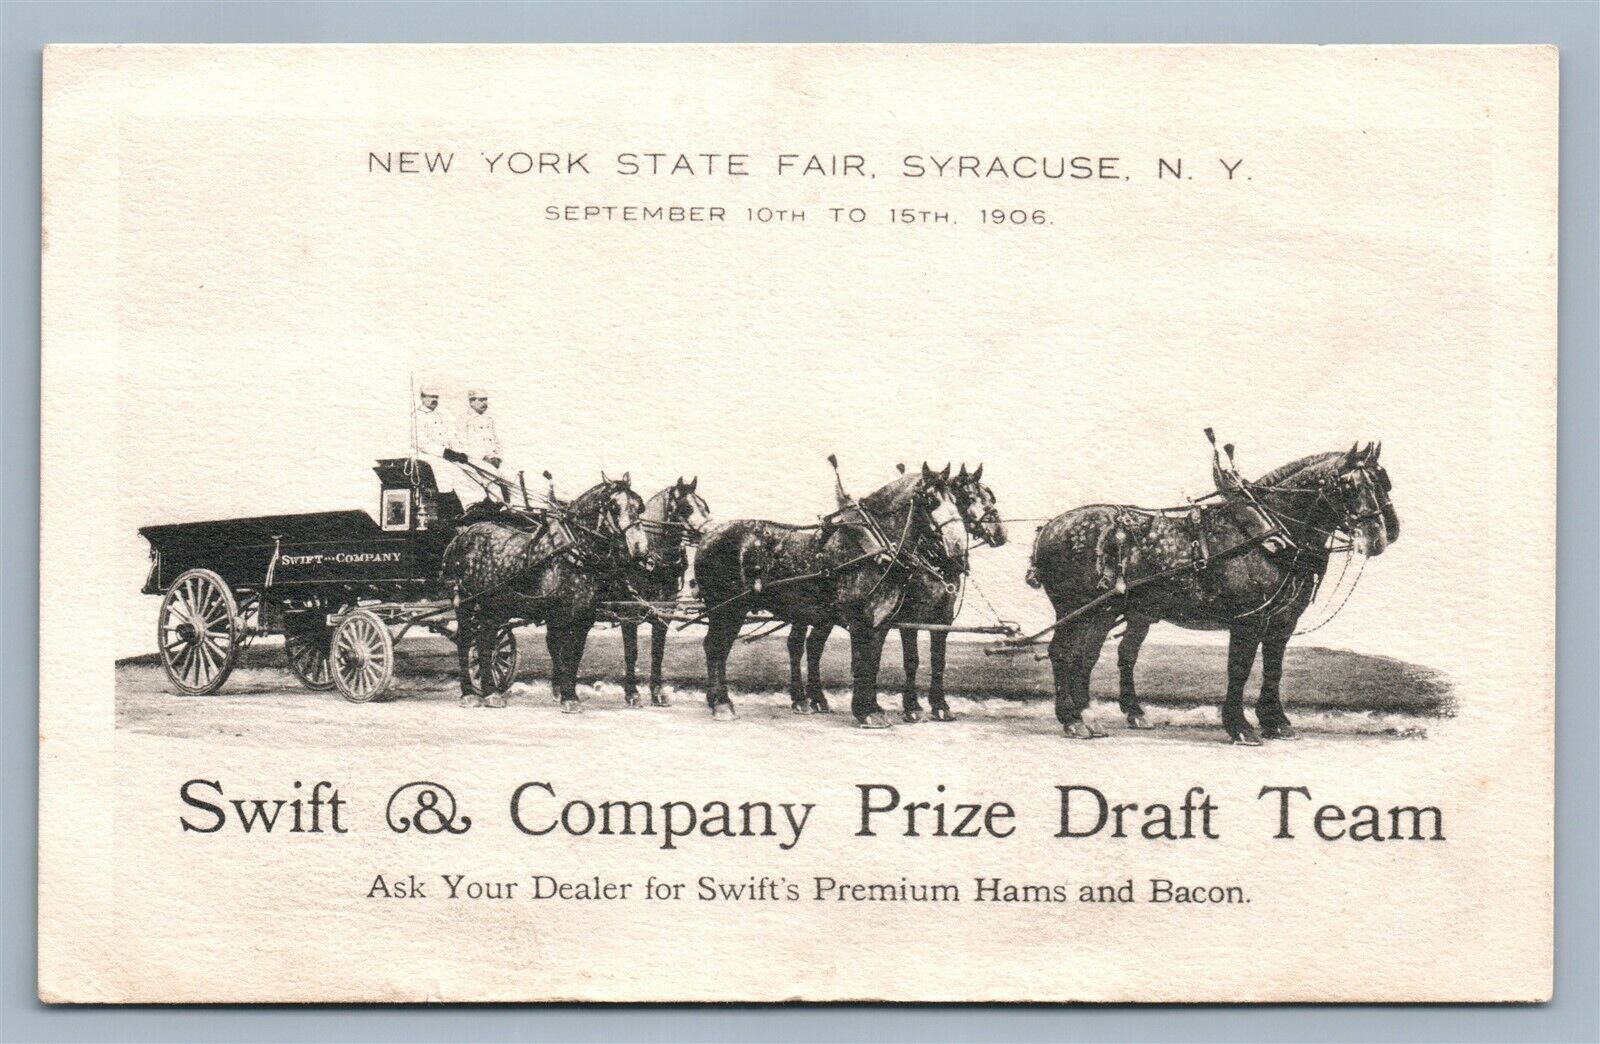 NEW YORK STATE FAIR, SYRACUSE, N. Y.
SEPTEMBER 10TH TO 15TH, 1906.
SWIFT AND COMPANY
Swift & Company Prize Draft Team
Ask Your Dealer for Swift's Premium Hams and Bacon.